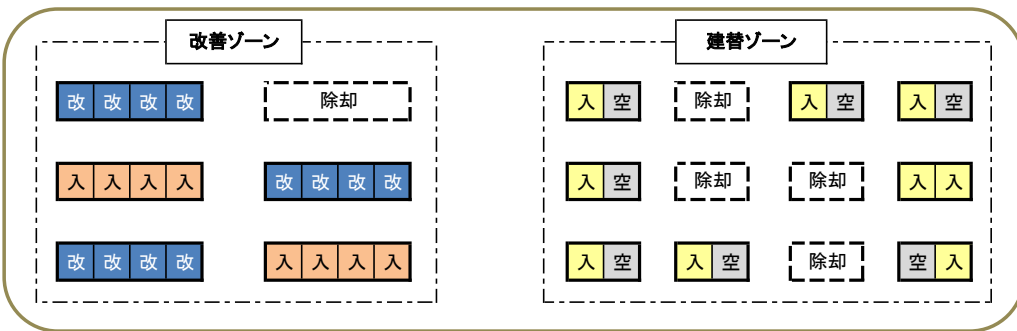 改善ゾーン
改 改 改 改
除却
入 入 入 入
改 改 改 改
改 改 改 改
入 入 入 入
建替ゾーン
入 空
除却
入 空
入 空
入 空
除却
除却
入 入
入 空
入 空
除却
空 入